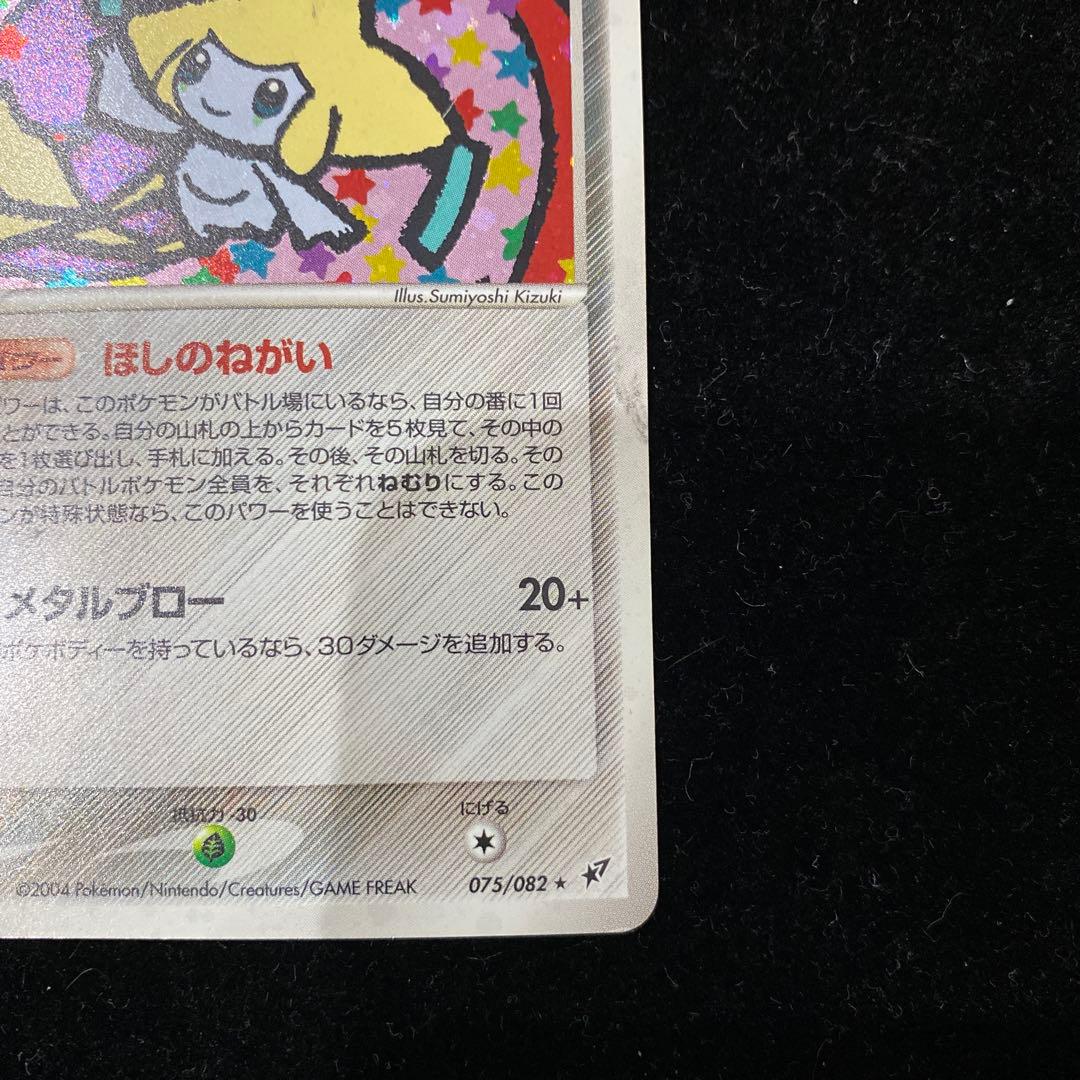 Illus.Sumiyoshi Kizuki
ワー
ほしのねがい
ワーは、このポケモンがバトル場にいるなら、自分の番に1回
とができる。自分の山札の上からカードを5枚見て、その中の
を1枚選び出し、手札に加える。その後、その山札を切る。その
自分のバトルポケモン全員を、それぞれねむりにする。この
ンが特殊状態なら、このパワーを使うことはできない。
メタルブロー 20+
ポケボディーを持っているなら、30ダメージを追加する。
抵抗力 -30 にげる
©2004 Pokémon/Nintendo/Creatures/GAME FREAK 075/082 ★